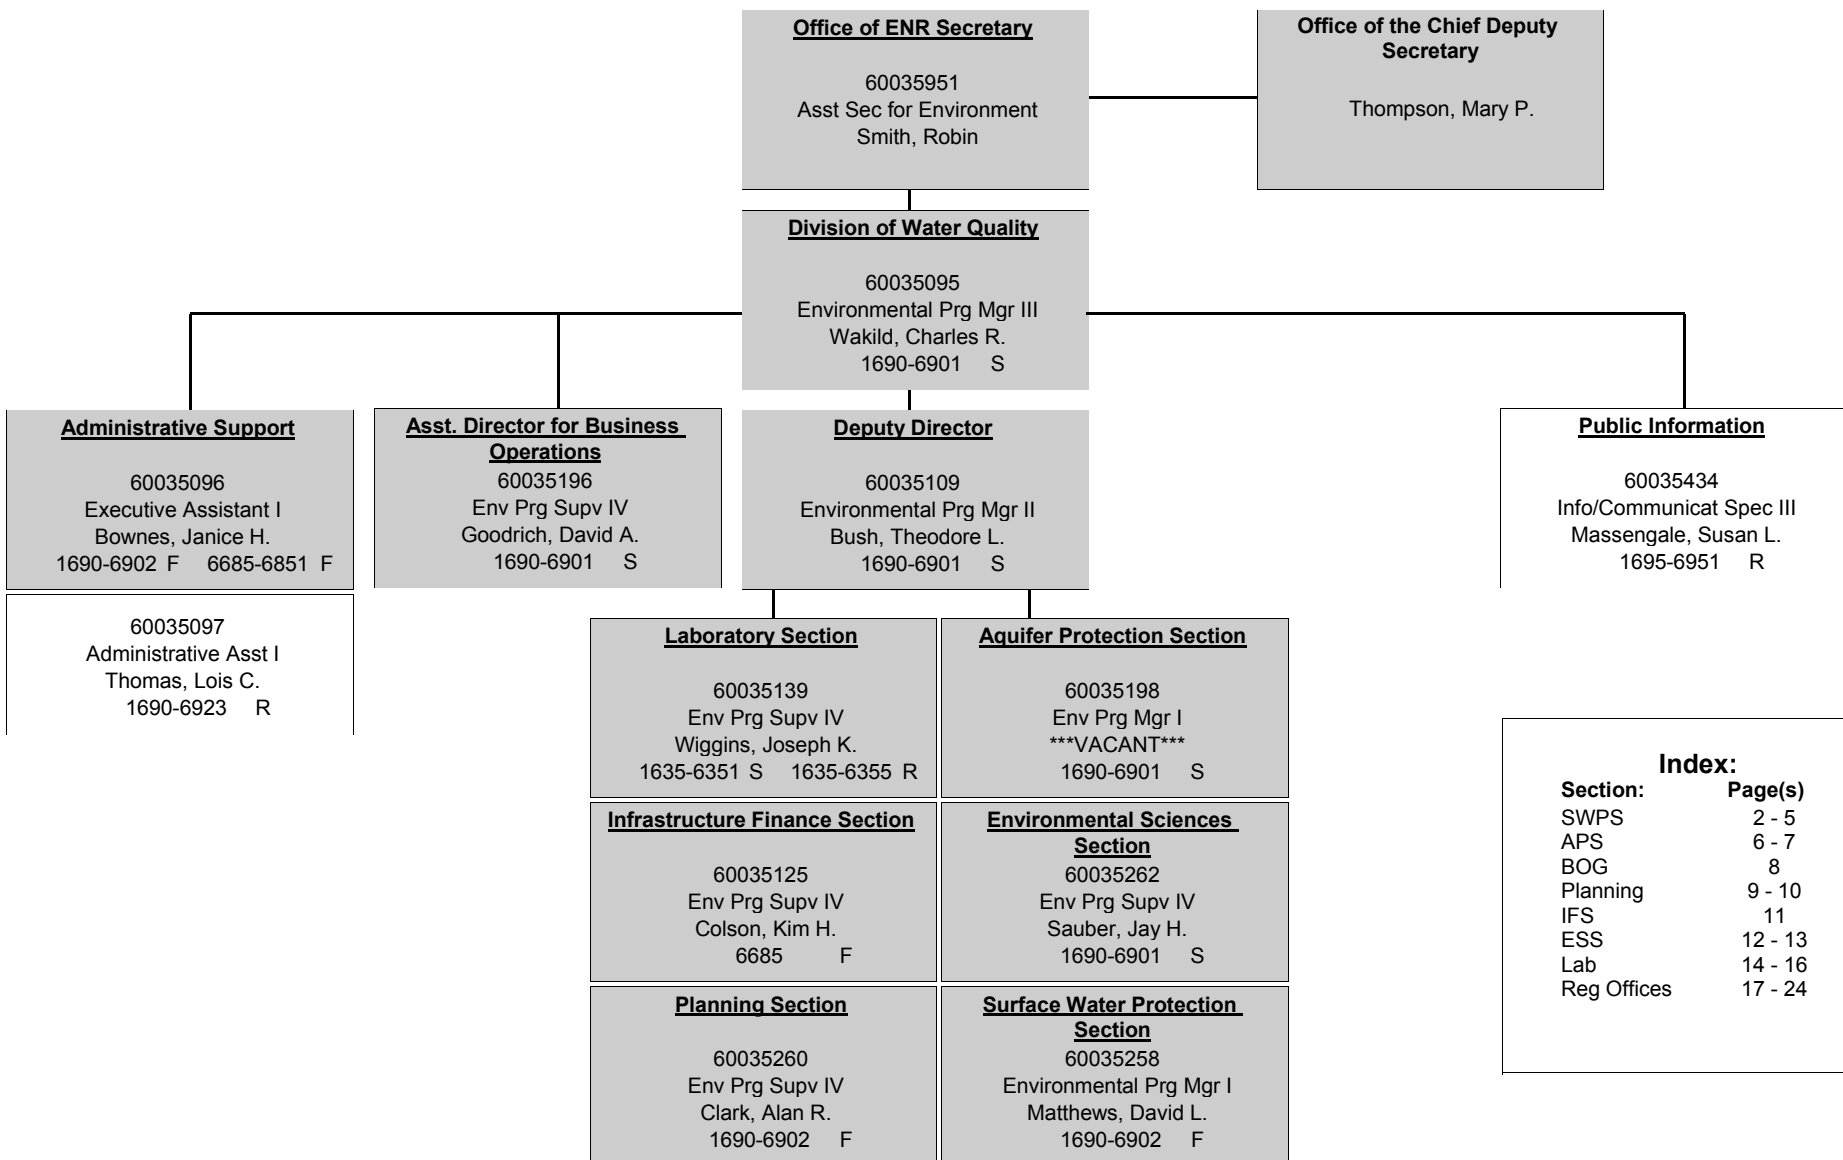 Office of ENR Secretary
60035951
Asst Sec for Environment
Smith, Robin
Office of the Chief Deputy
Secretary
Thompson, Mary P.
Division of Water Quality
60035095
Environmental Prg Mgr III
Wakild, Charles R.
1690-6901 S
Administrative Support
60035096
Executive Assistant I
Bownes, Janice H.
1690-6902 F 6685-6851 F
60035097
Administrative Asst I
Thomas, Lois C.
1690-6923 R
Asst. Director for Business
Operations
60035196
Env Prg Supv IV
Goodrich, David A.
1690-6901 S
Deputy Director
60035109
Environmental Prg Mgr II
Bush, Theodore L.
1690-6901 S
Public Information
60035434
Info/Communicat Spec III
Massengale, Susan L.
1695-6951 R
Laboratory Section
60035139
Env Prg Supv IV
Wiggins, Joseph K.
1635-6351 S 1635-6355 R
Aquifer Protection Section
60035198
Env Prg Mgr I
***VACANT***
1690-6901 S
Infrastructure Finance Section
60035125
Env Prg Supv IV
Colson, Kim H.
6685 F
Environmental Sciences
Section
60035262
Env Prg Supv IV
Sauber, Jay H.
1690-6901 S
Planning Section
60035260
Env Prg Supv IV
Clark, Alan R.
1690-6902 F
Surface Water Protection
Section
60035258
Environmental Prg Mgr I
Matthews, David L.
1690-6902 F
Index:
Section: Page(s)
SWPS 2 - 5
APS 6 - 7
BOG 8
Planning 9 - 10
IFS 11
ESS 12 - 13
Lab 14 - 16
Reg Offices 17 - 24